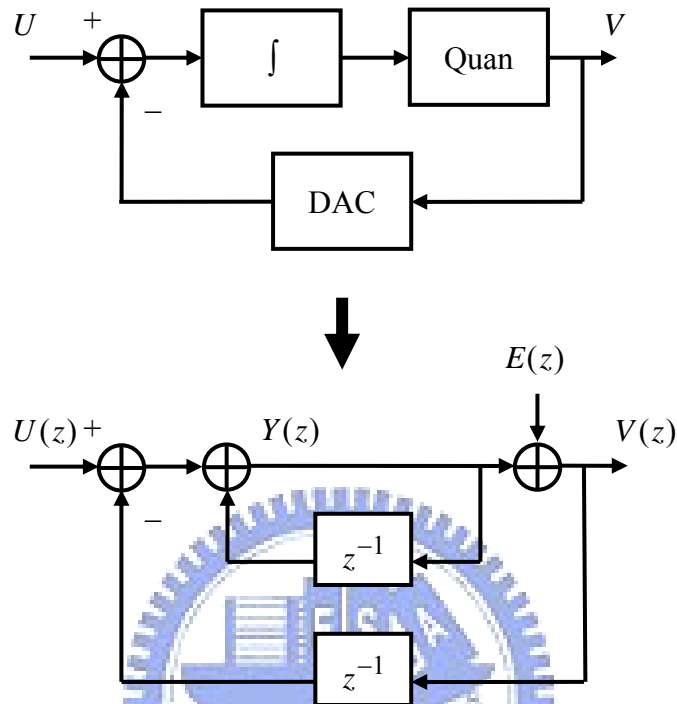 U + V
∫ Quan
−
DAC
E(z)
U(z) + Y(z) V(z)
−
z⁻¹
E S A
z⁻¹